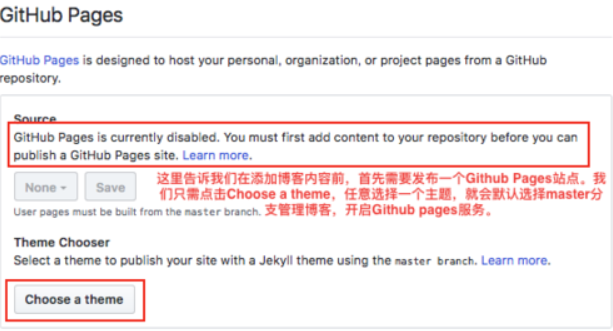 GitHub Pages
GitHub Pages is designed to host your personal, organization, or project pages from a GitHub
repository.
Source
GitHub Pages is currently disabled. You must first add content to your repository before you can
publish a GitHub Pages site. Learn more.
None Save
这里告诉我们在添加博客内容前，首先需要发布一个Github Pages站点。我
们只需点击Choose a theme，任意选择一个主题，就会默认选择master分
User pages must be built from the master branch. 支管理博客，开启Github pages服务。
Theme Chooser
Select a theme to publish your site with a Jekyll theme using the master branch. Learn more.
Choose a theme